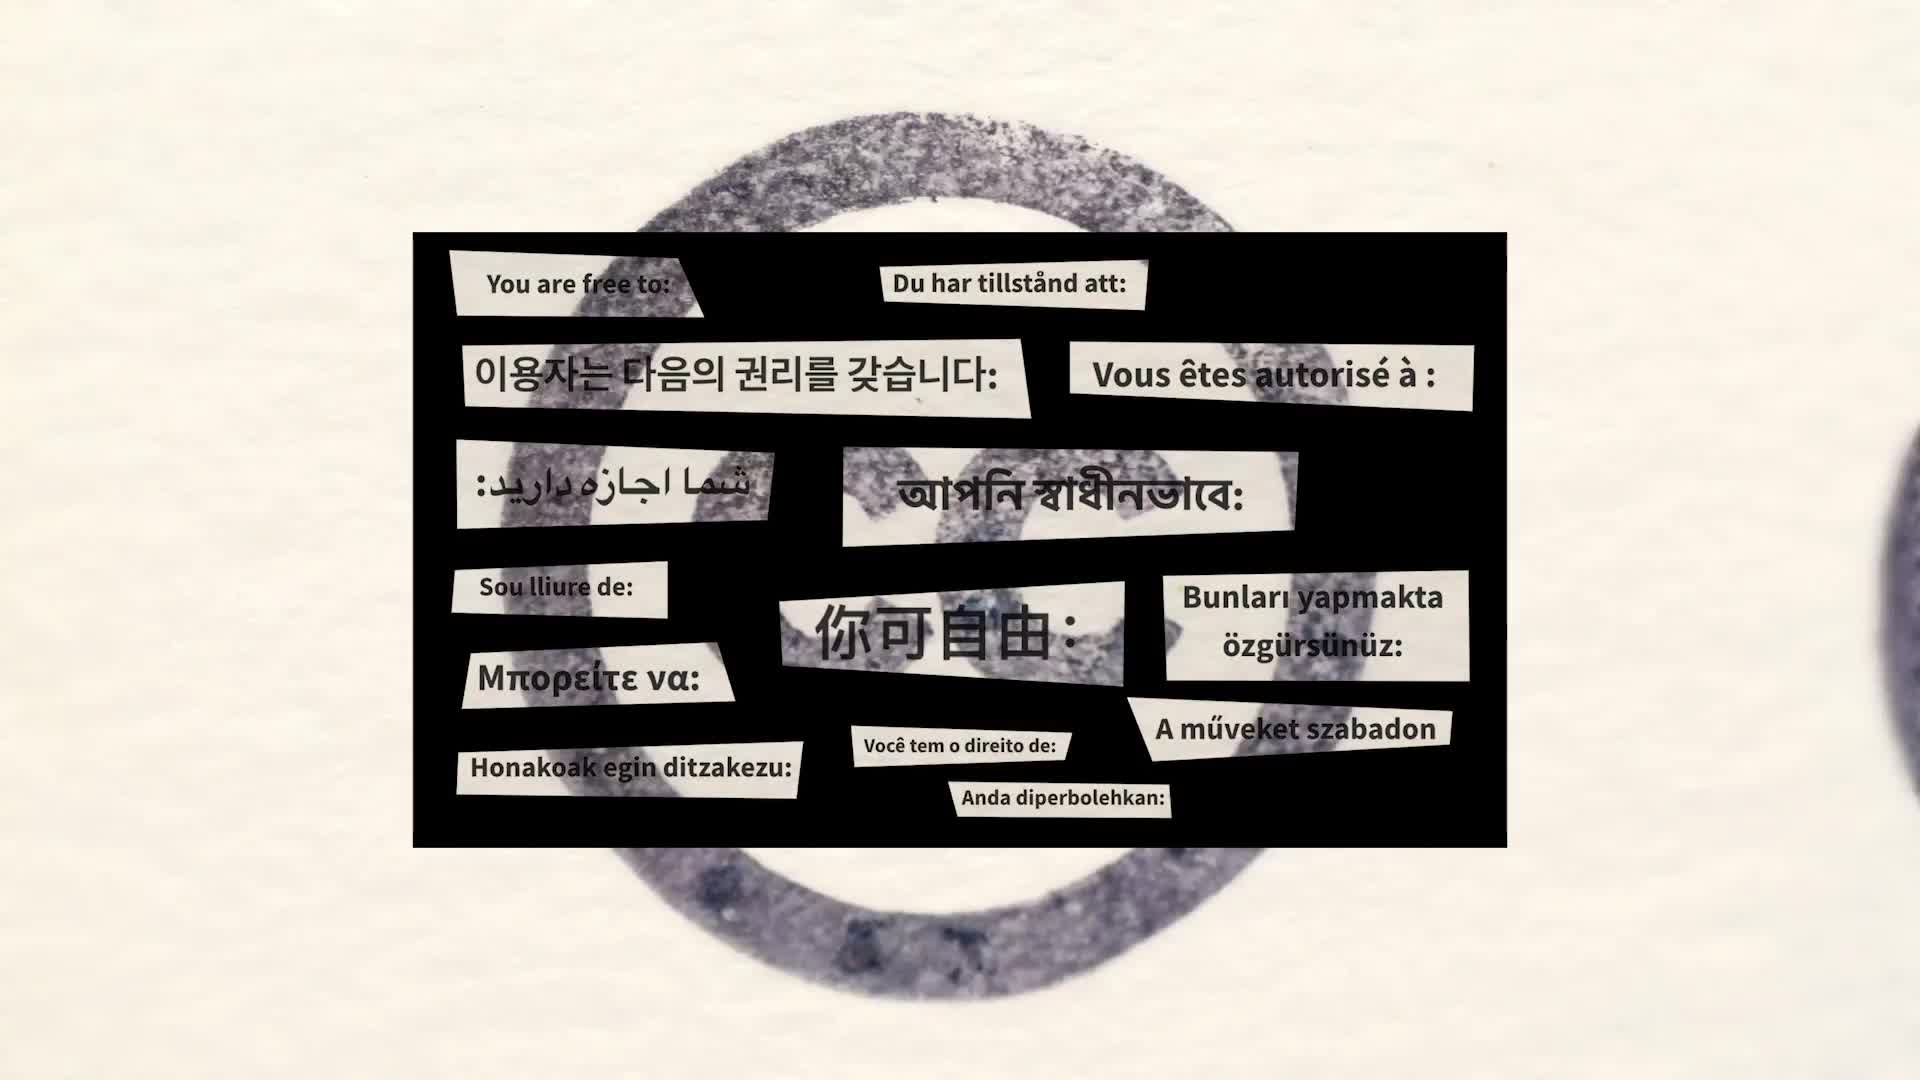 You are free to:
Du har tillstånd att:
이용자는 다음의 권리를 갖습니다:
Vous êtes autorisé à :
شما اجازه دارید:
আপনি স্বাধীনভাবে:
Sou lliure de:
你可自由：
Bunları yapmakta
özgürsünüz:
Μπορείτε να:
A műveket szabadon
Você tem o direito de:
Honakoak egin ditzakezu:
Anda diperbolehkan: